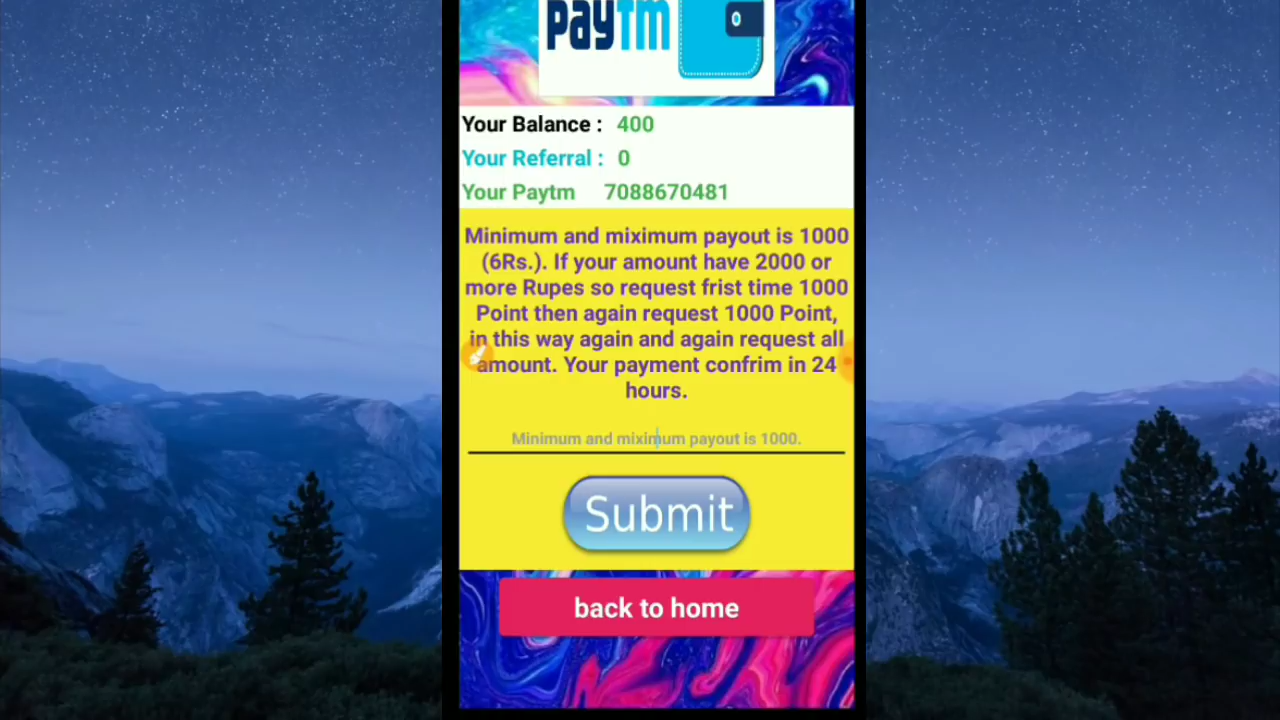 paytm
Your Balance : 400
Your Referral : 0
Your Paytm 7088670481
Minimum and miximum payout is 1000
(6Rs.). If your amount have 2000 or
more Rupes so request frist time 1000
Point then again request 1000 Point,
in this way again and again request all
amount. Your payment confrim in 24
hours.
Minimum and miximum payout is 1000.
Submit
back to home